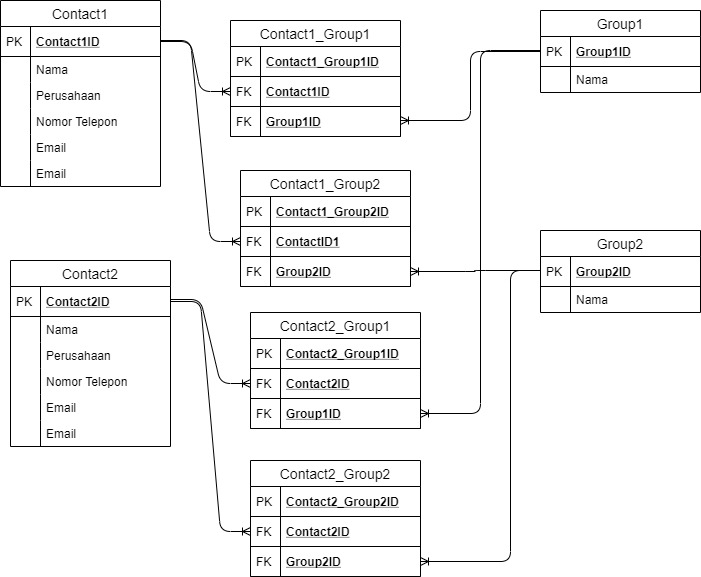 Contact1
PK Contact1ID
Nama
Perusahaan
Nomor Telepon
Email
Email
Contact1_Group1
PK Contact1_Group1ID
FK Contact1ID
FK Group1ID
Group1
PK Group1ID
Nama
Contact1_Group2
PK Contact1_Group2ID
FK ContactID1
FK Group2ID
Group2
PK Group2ID
Nama
Contact2
PK Contact2ID
Nama
Perusahaan
Nomor Telepon
Email
Email
Contact2_Group1
PK Contact2_Group1ID
FK Contact2ID
FK Group1ID
Contact2_Group2
PK Contact2_Group2ID
FK Contact2ID
FK Group2ID